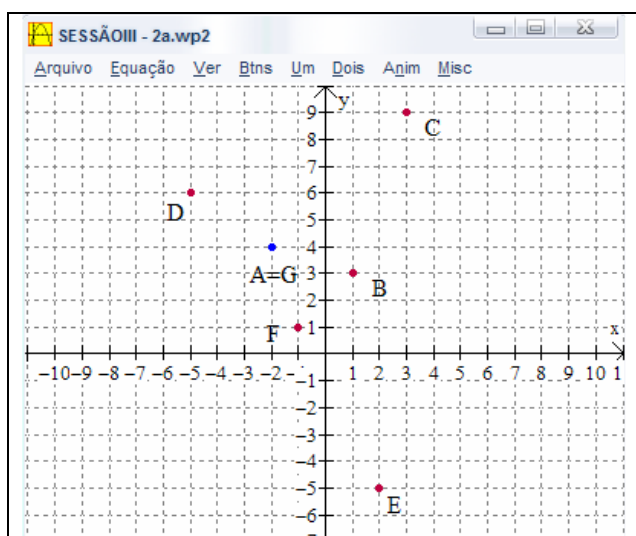 SESSÃOIII - 2a.wp2
Arquivo Equação Ver Btns Um Dois Anim Misc
y
9
C
8
7
6
D
5
4
A=G
3
B
2
F
1
x
-10 -9 -8 -7 -6 -5 -4 -3 -2 -1 1 2 3 4 5 6 7 8 9 10
-1
-2
-3
-4
-5
E
-6